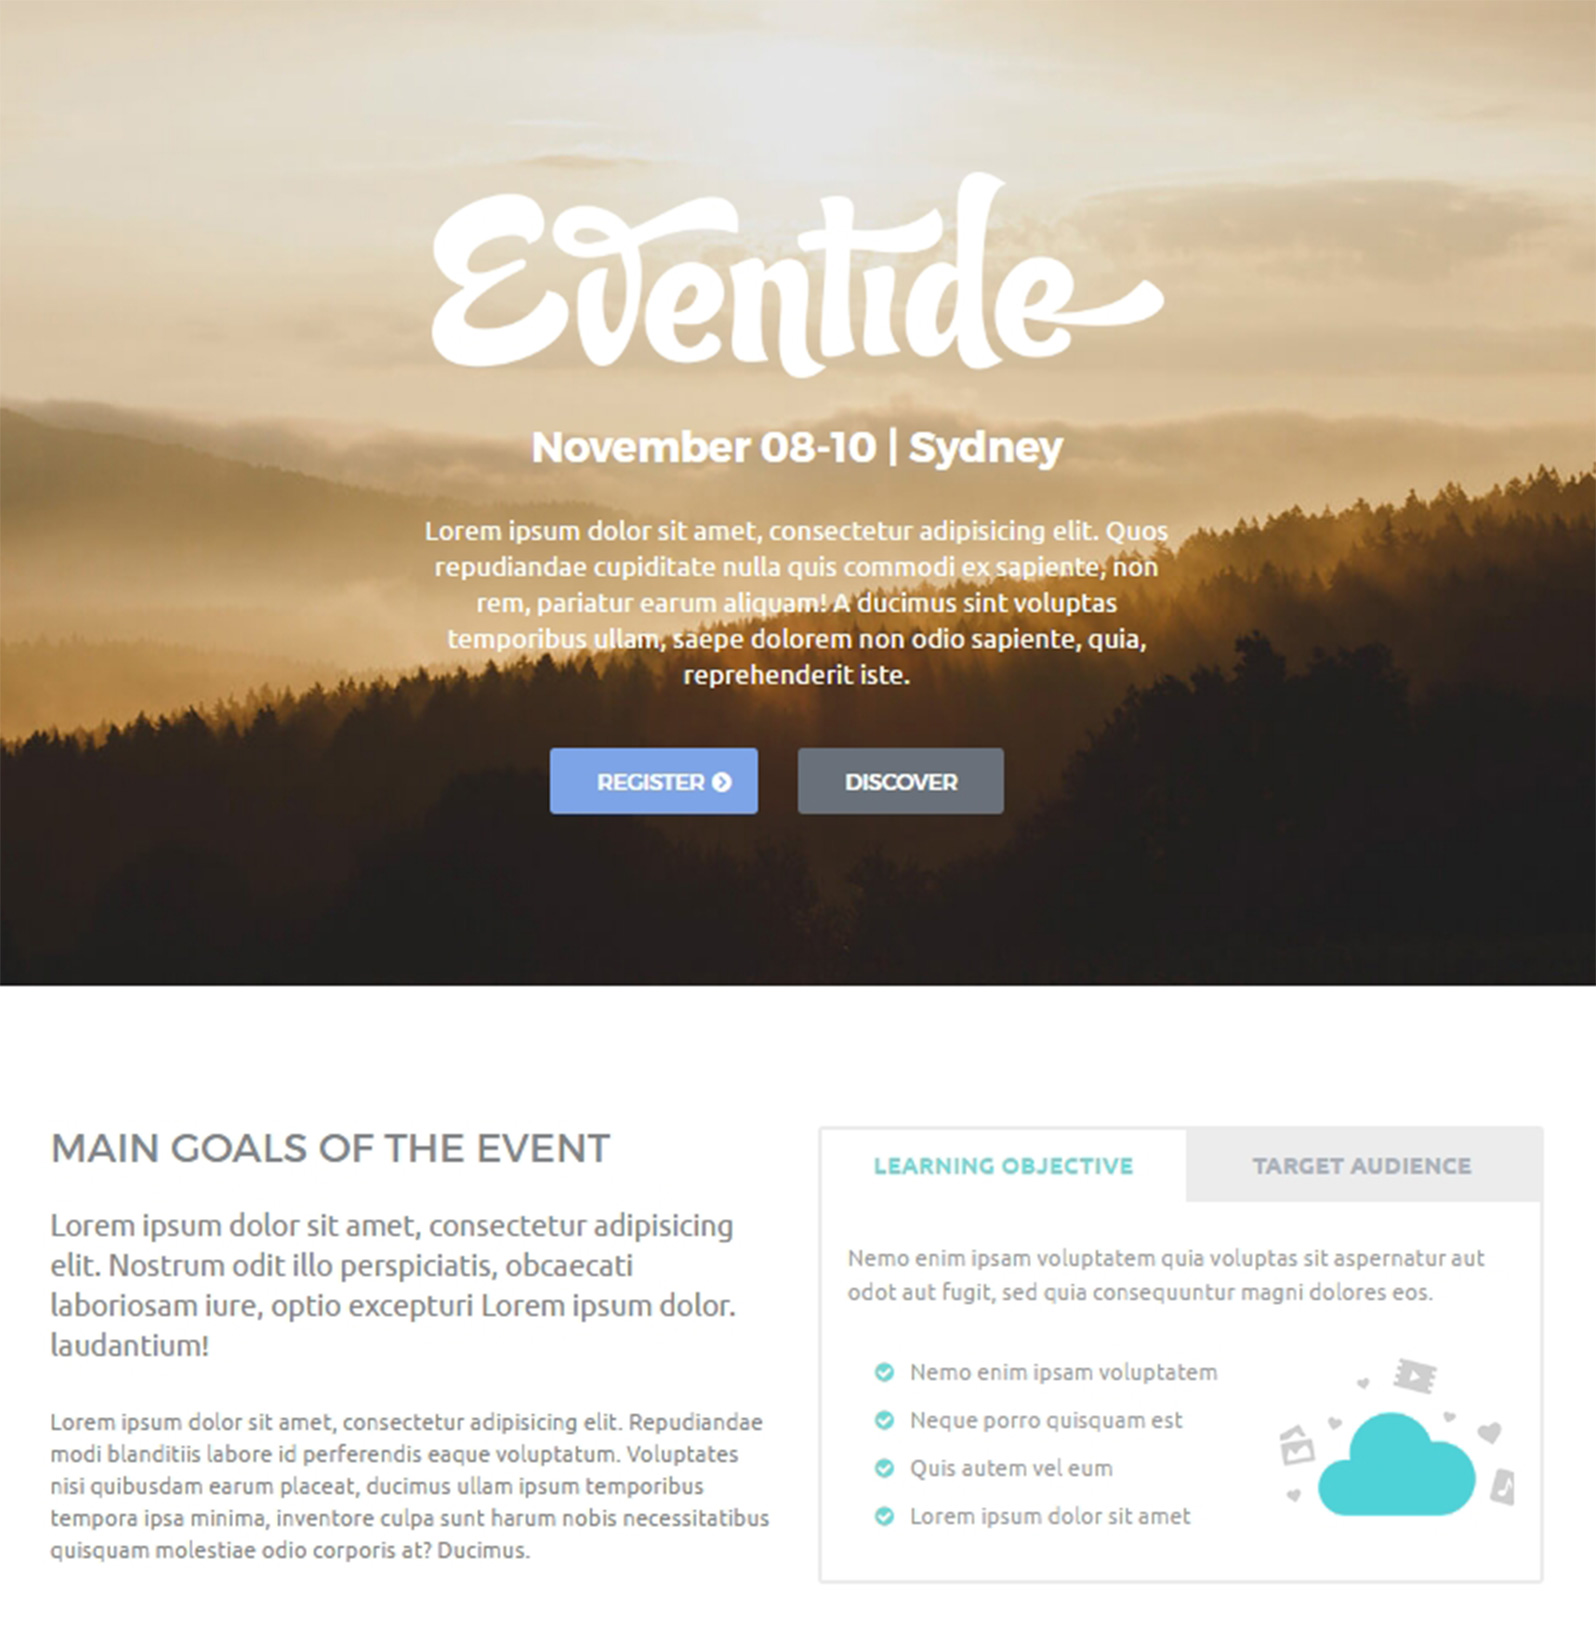 Eventide
November 08-10 | Sydney
Lorem ipsum dolor sit amet, consectetur adipisicing elit. Quos
repudiandae cupiditate nulla quis commodi ex sapiente, non
rem, pariatur earum aliquam! A ducimus sint voluptas
temporibus ullam, saepe dolorem non odio sapiente, quia,
reprehenderit iste.
REGISTER
DISCOVER
MAIN GOALS OF THE EVENT
Lorem ipsum dolor sit amet, consectetur adipisicing
elit. Nostrum odit illo perspiciatis, obcaecati
laboriosam iure, optio excepturi Lorem ipsum dolor.
laudantium!
Lorem ipsum dolor sit amet, consectetur adipisicing elit. Repudiandae
modi blanditiis labore id perferendis eaque voluptatum. Voluptates
nisi quibusdam earum placeat, ducimus ullam ipsum temporibus
tempora ipsa minima, inventore culpa sunt harum nobis necessitatibus
quisquam molestiae odio corporis at? Ducimus.
LEARNING OBJECTIVE
TARGET AUDIENCE
Nemo enim ipsam voluptatem quia voluptas sit aspernatur aut
odot aut fugit, sed quia consequuntur magni dolores eos.
Nemo enim ipsam voluptatem
Neque porro quisquam est
Quis autem vel eum
Lorem ipsum dolor sit amet